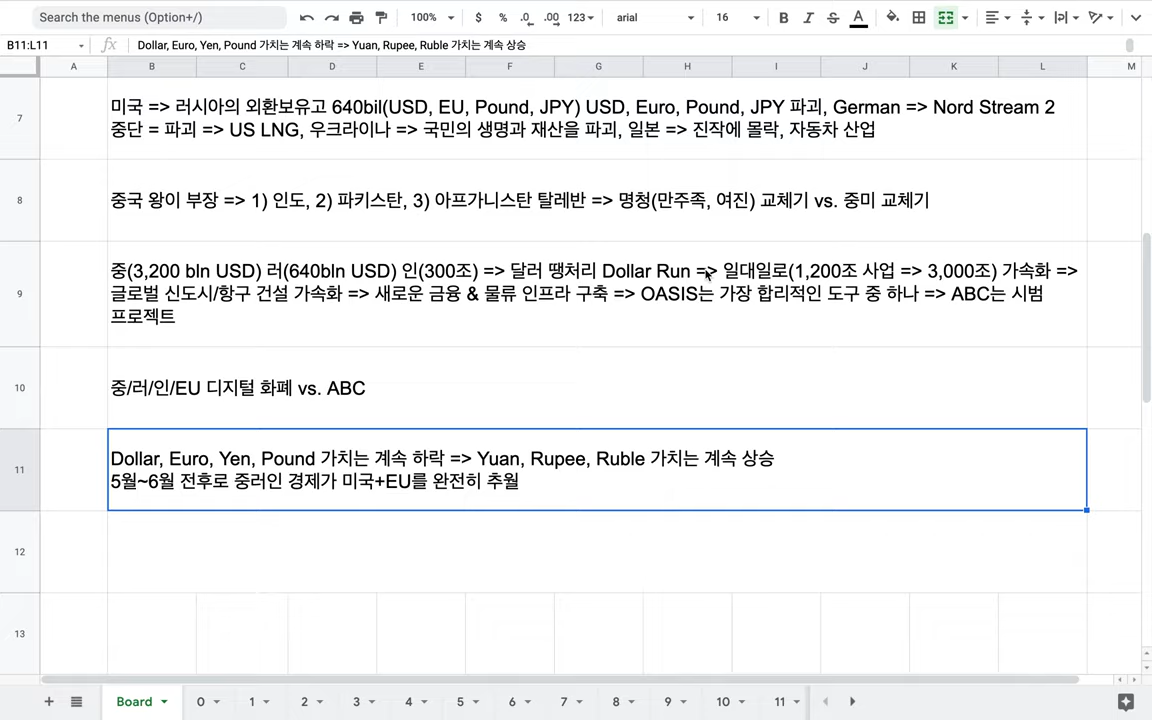 Search the menus (Option+/)
100%
$ % .0 .00 123
arial
16
B I S A
B11:L11
fx
Dollar, Euro, Yen, Pound 가치는 계속 하락 => Yuan, Rupee, Ruble 가치는 계속 상승
A B C D E F G H I J K L M
7
미국 => 러시아의 외환보유고 640bil(USD, EU, Pound, JPY) USD, Euro, Pound, JPY 파괴, German => Nord Stream 2
중단 = 파괴 => US LNG, 우크라이나 => 국민의 생명과 재산을 파괴, 일본 => 진작에 몰락, 자동차 산업
8
중국 왕이 부장 => 1) 인도, 2) 파키스탄, 3) 아프가니스탄 탈레반 => 명청(만주족, 여진) 교체기 vs. 중미 교체기
9
중(3,200 bln USD) 러(640bln USD) 인(300조) => 달러 땡처리 Dollar Run => 일대일로(1,200조 사업 => 3,000조) 가속화 =>
글로벌 신도시/항구 건설 가속화 => 새로운 금융 & 물류 인프라 구축 => OASIS는 가장 합리적인 도구 중 하나 => ABC는 시범
프로젝트
10
중/러/인/EU 디지털 화폐 vs. ABC
11
Dollar, Euro, Yen, Pound 가치는 계속 하락 => Yuan, Rupee, Ruble 가치는 계속 상승
5월~6월 전후로 중러인 경제가 미국+EU를 완전히 추월
12
13
Board 0 1 2 3 4 5 6 7 8 9 10 11